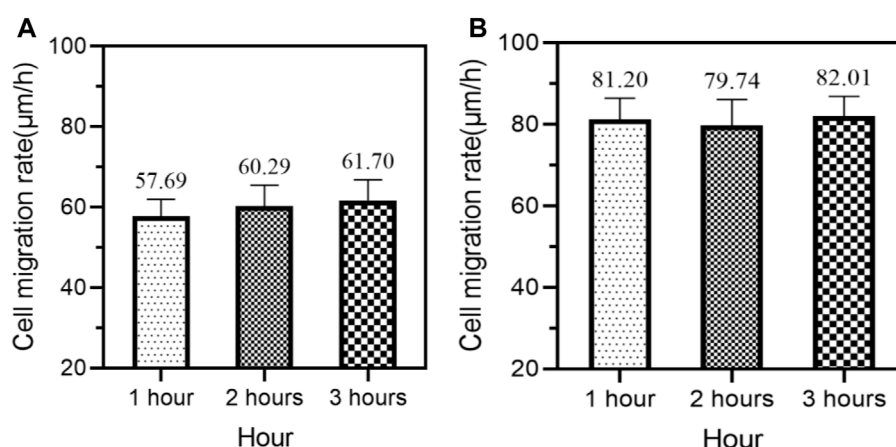 A
Cell migration rate(μm/h)
100
80
60
40
20
57.69
60.29
61.70
1 hour
2 hours
3 hours
Hour
B
Cell migration rate(μm/h)
100
80
60
40
20
81.20
79.74
82.01
1 hour
2 hours
3 hours
Hour